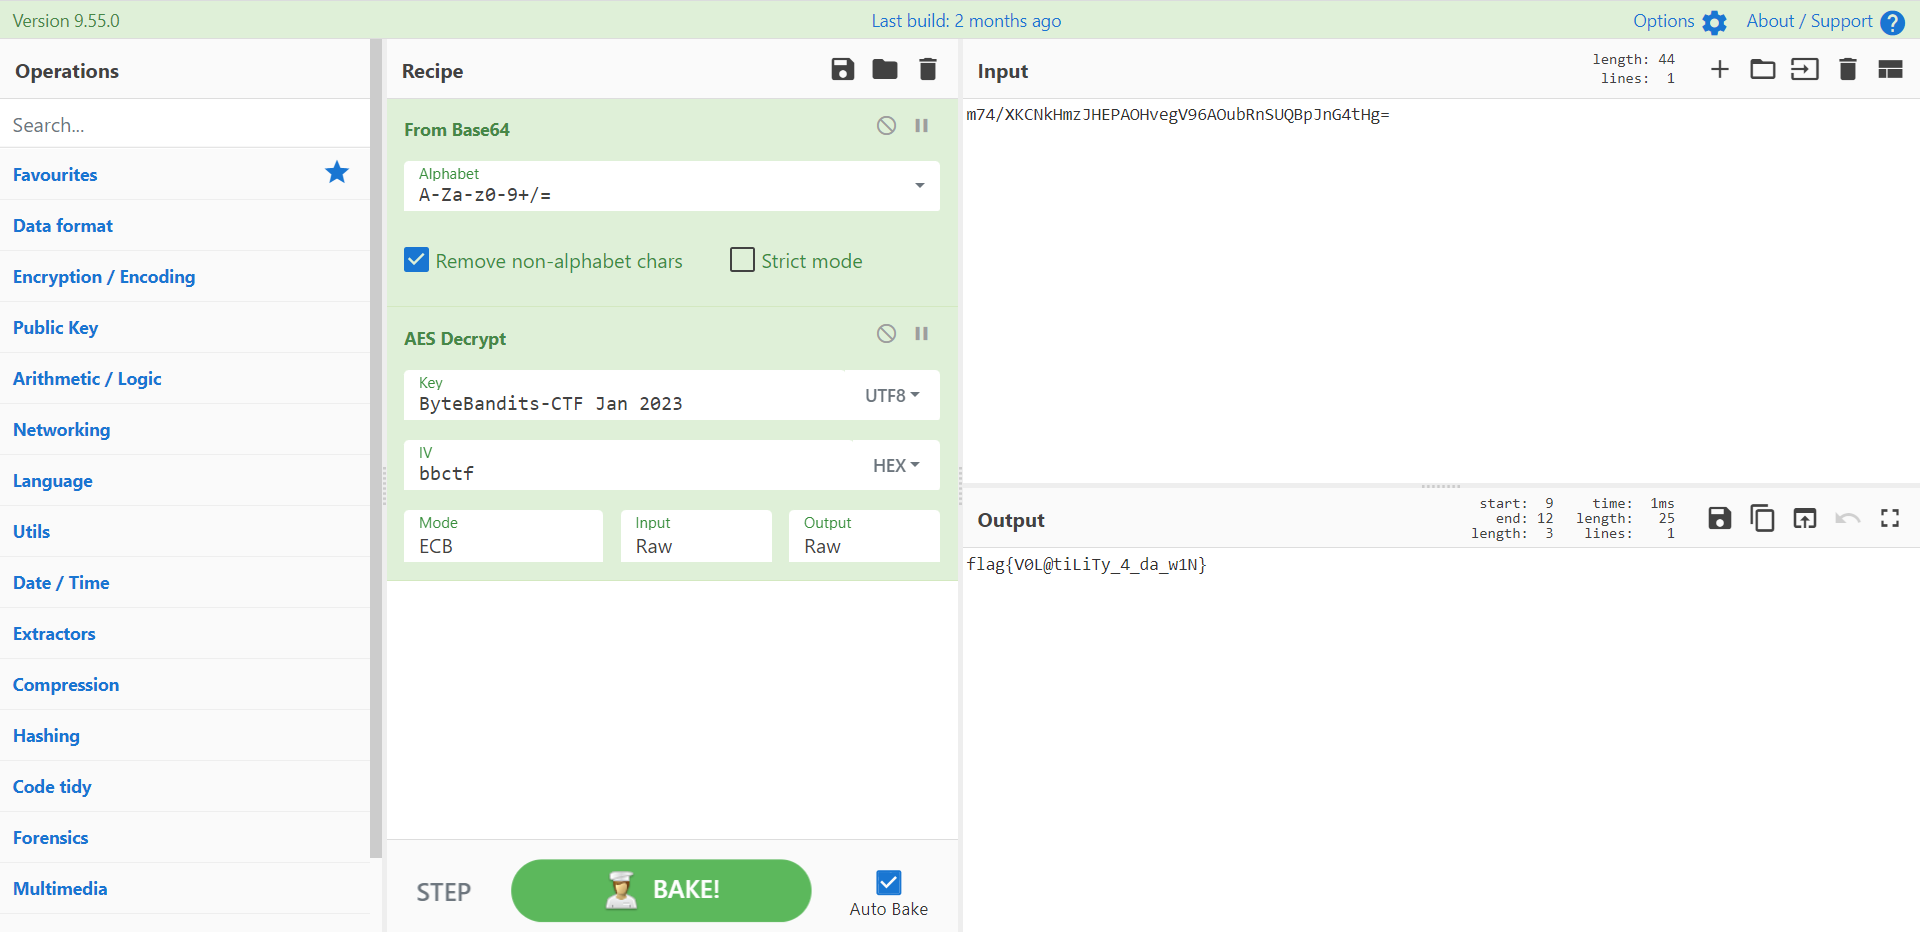 Version 9.55.0
Last build: 2 months ago
Options
About / Support
Operations
Search...
Favourites
Data format
Encryption / Encoding
Public Key
Arithmetic / Logic
Networking
Language
Utils
Date / Time
Extractors
Compression
Hashing
Code tidy
Forensics
Multimedia
Recipe
From Base64
Alphabet
A-Za-z0-9+/=
Remove non-alphabet chars
Strict mode
AES Decrypt
Key
ByteBandits-CTF Jan 2023
UTF8
IV
bbctf
HEX
Mode
ECB
Input
Raw
Output
Raw
STEP
BAKE!
Auto Bake
Input
length: 44
lines: 1
m74/XKCNkHmzJHEPAOHvegV96AOubRnSUQBpJnG4tHg=
Output
start: 9 time: 1ms
end: 12 length: 25
length: 3 lines: 1
flag{V0L@tiLiTy_4_da_w1N}